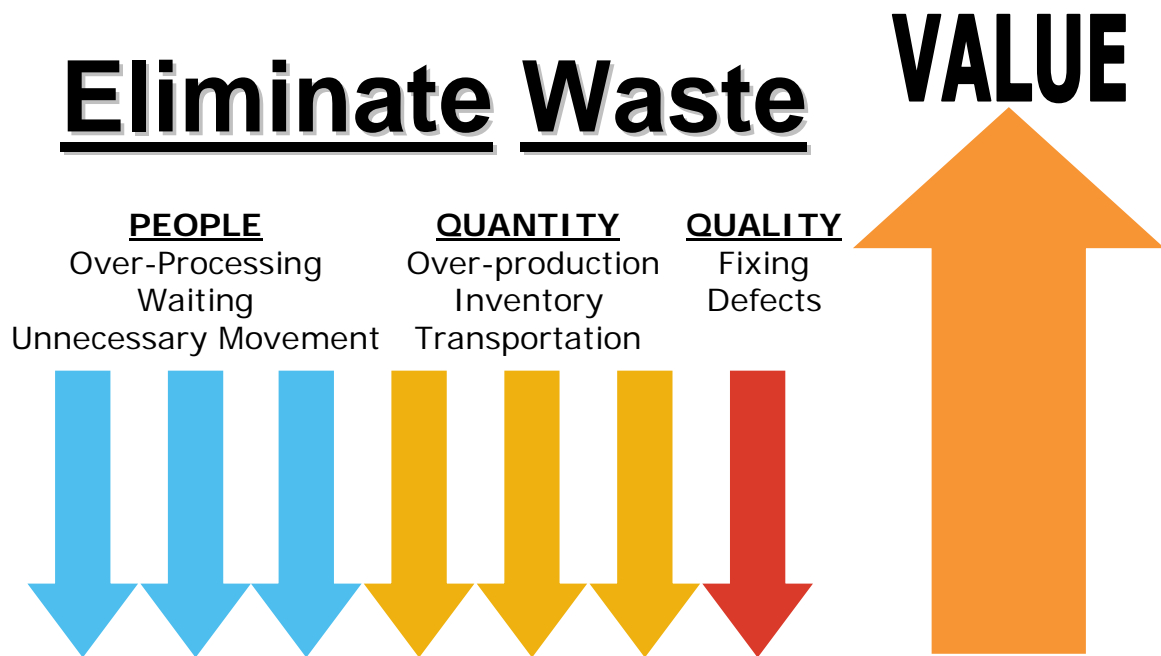 Eliminate Waste
VALUE
PEOPLE
Over-Processing
Waiting
Unnecessary Movement
QUANTITY
Over-production
Inventory
Transportation
QUALITY
Fixing
Defects